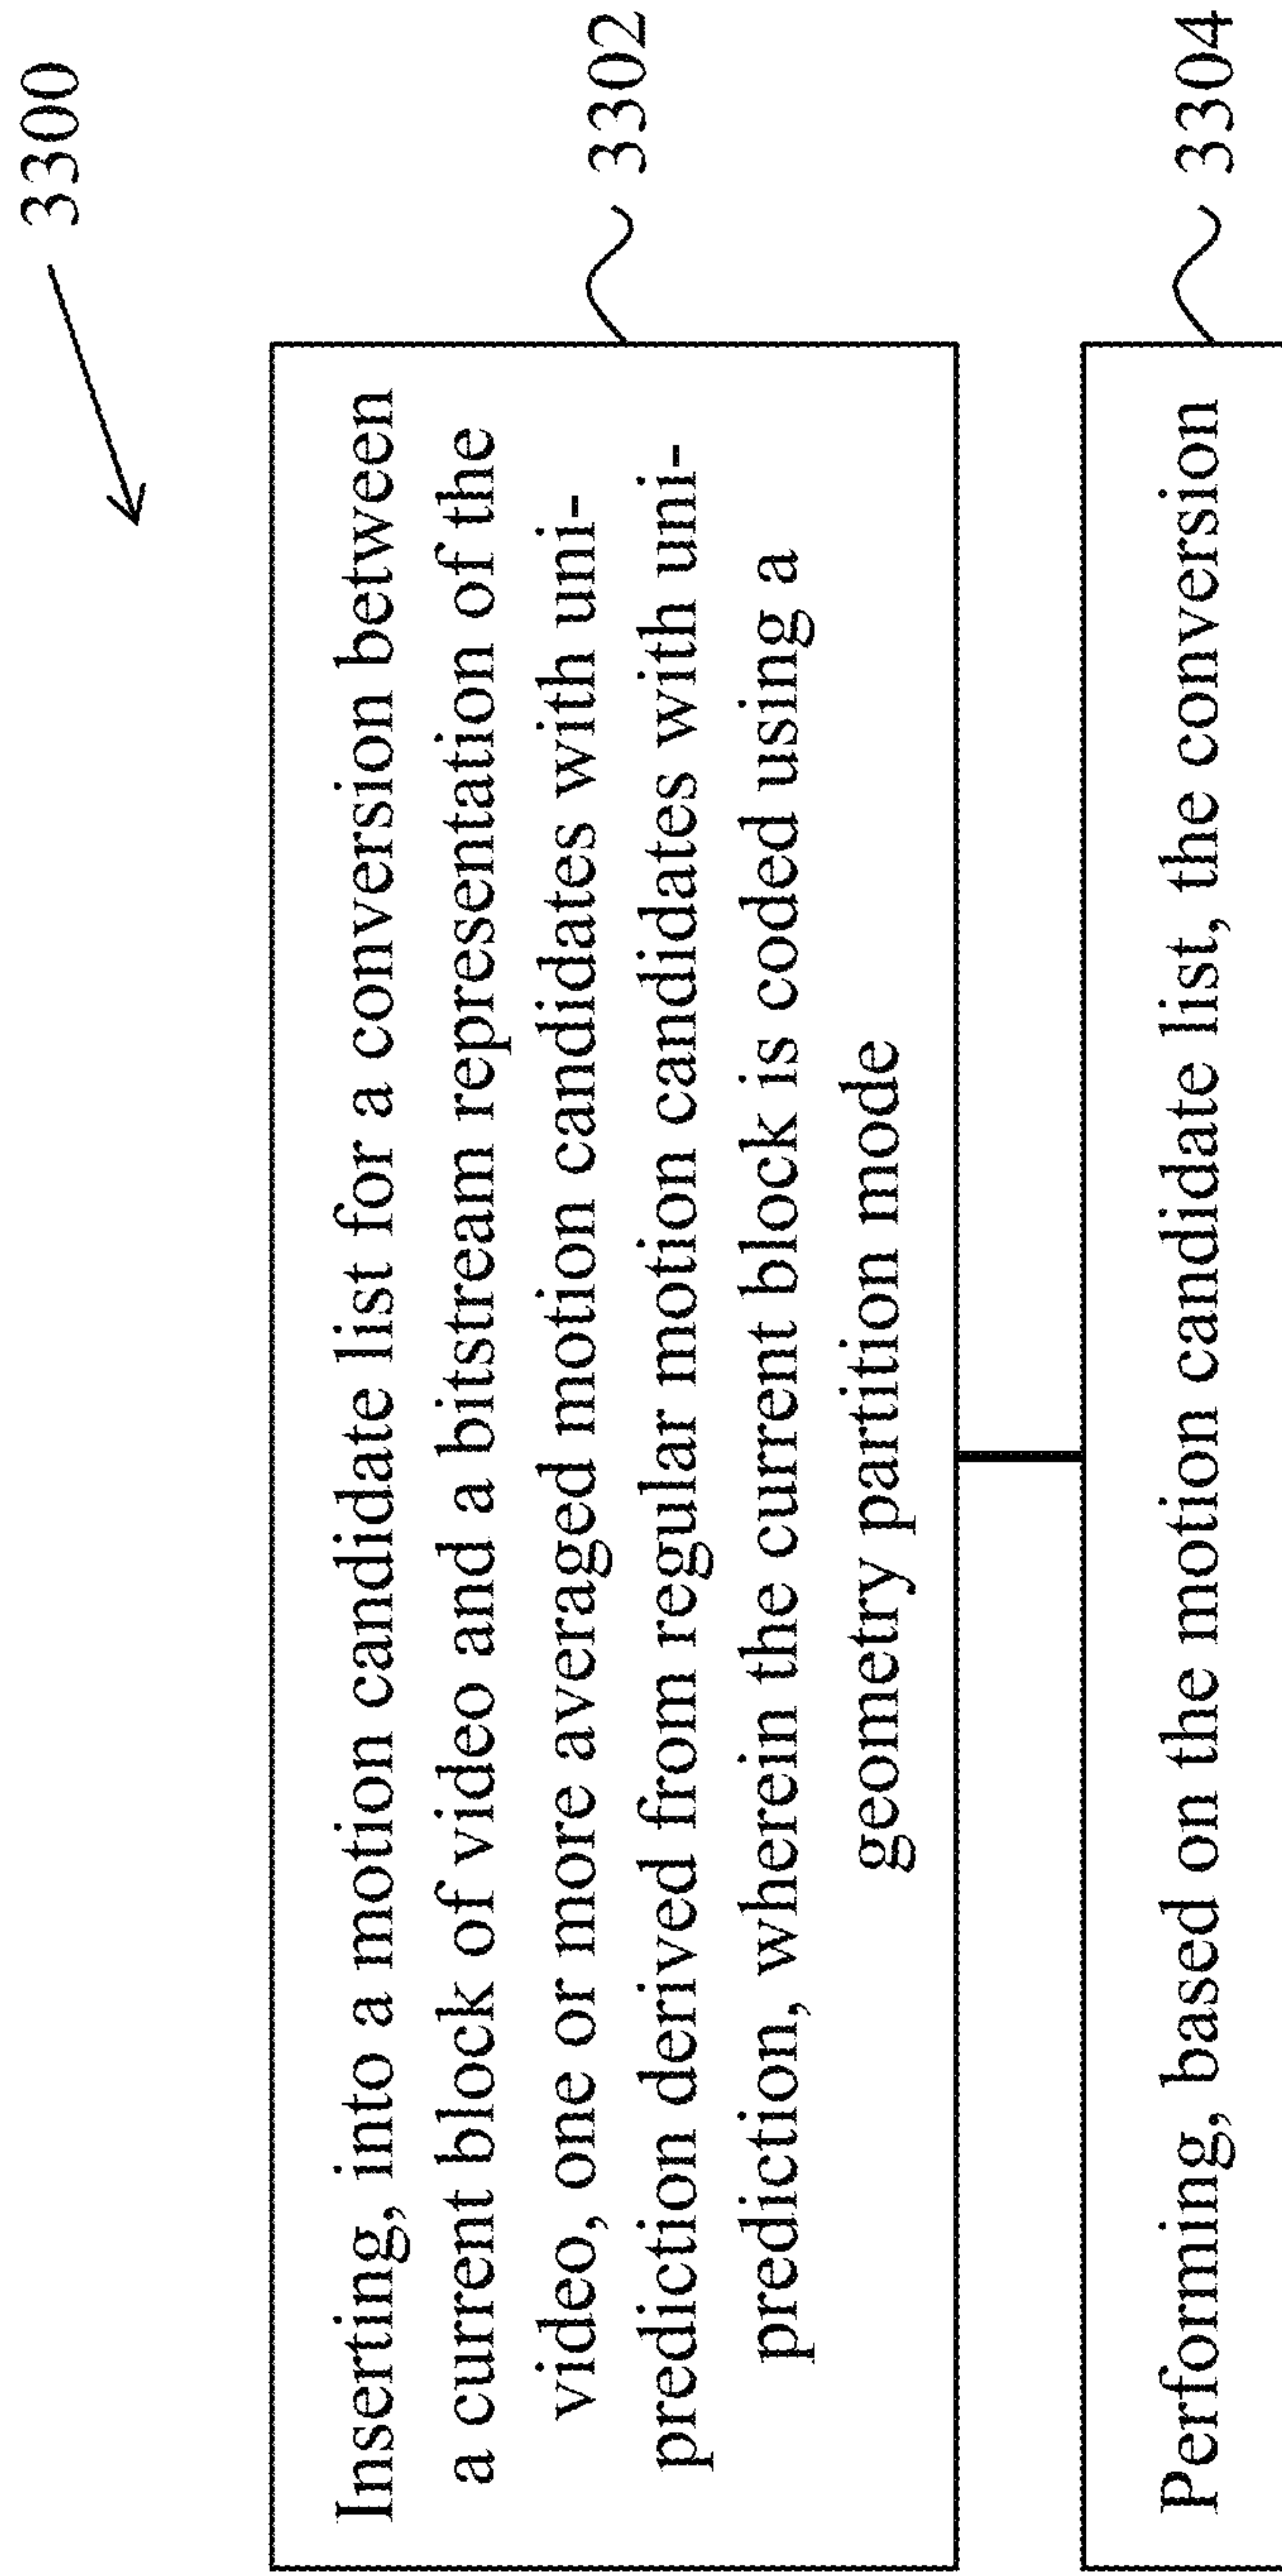 3300
Inserting, into a motion candidate list for a conversion between
a current block of video and a bitstream representation of the
video, one or more averaged motion candidates with uni-
prediction derived from regular motion candidates with uni-
prediction, wherein the current block is coded using a
geometry partition mode
3302
Performing, based on the motion candidate list, the conversion
3304